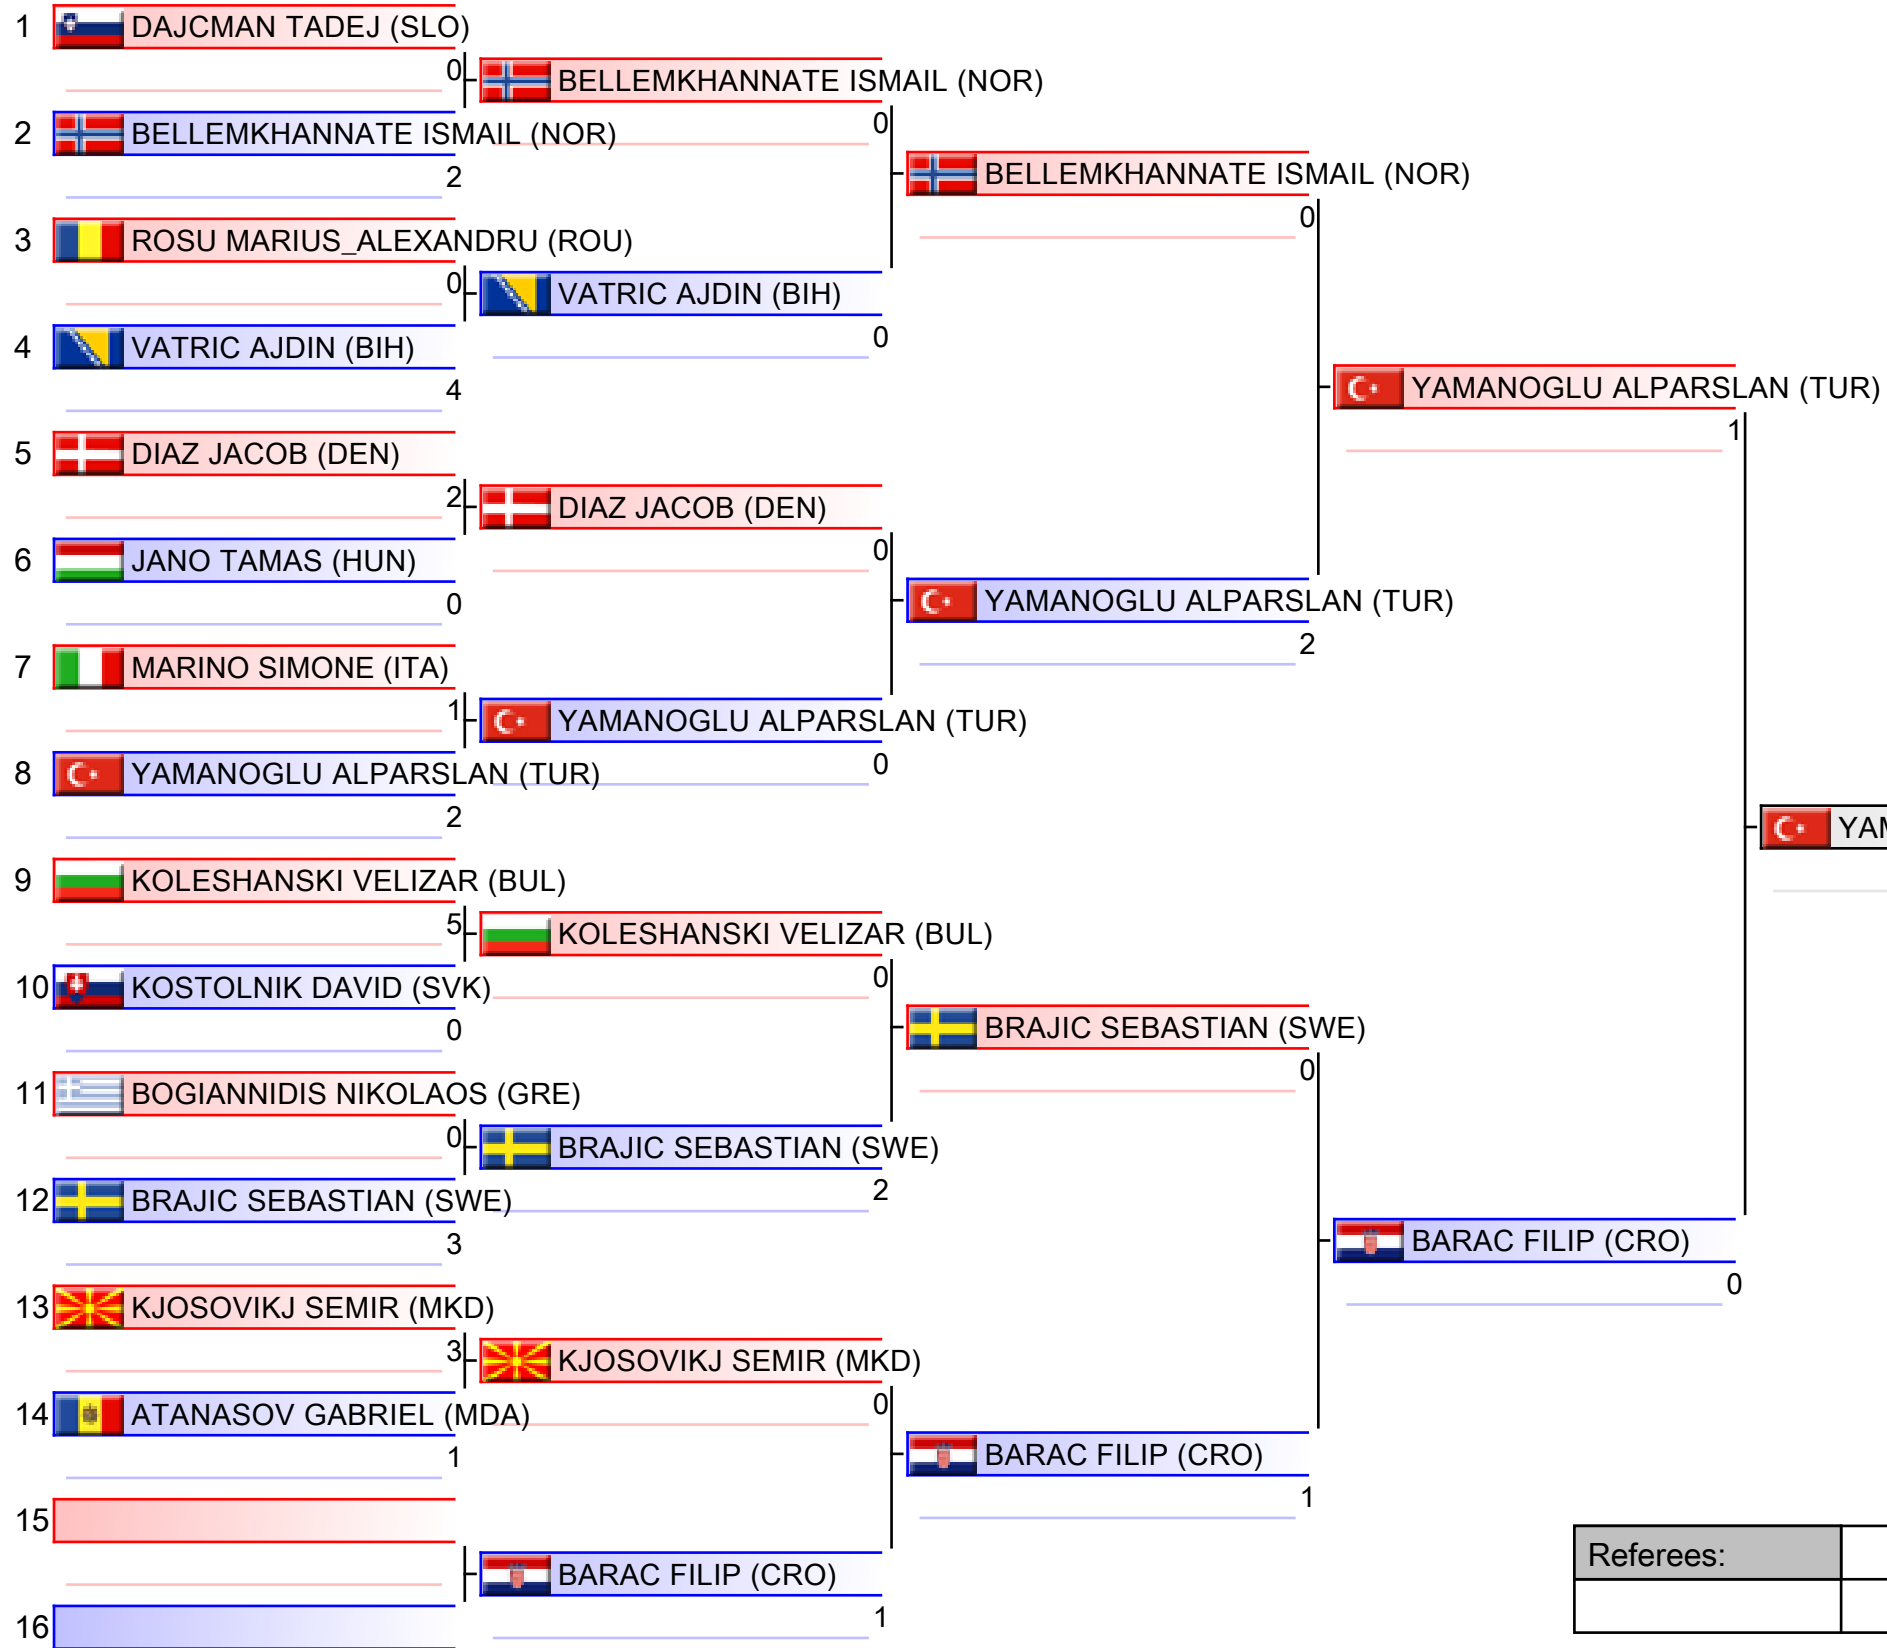 1 DAJCMAN TADEJ (SLO)
0 BELLEMKHANNATE ISMAIL (NOR)
0
2 BELLEMKHANNATE ISMAIL (NOR)
2
BELLEMKHANNATE ISMAIL (NOR)
0
3 ROSU MARIUS_ALEXANDRU (ROU)
0 VATRIC AJDIN (BIH)
0
4 VATRIC AJDIN (BIH)
4
YAMANOGLU ALPARSLAN (TUR)
1
5 DIAZ JACOB (DEN)
2 DIAZ JACOB (DEN)
0
6 JANO TAMAS (HUN)
0
YAMANOGLU ALPARSLAN (TUR)
2
7 MARINO SIMONE (ITA)
1 YAMANOGLU ALPARSLAN (TUR)
0
8 YAMANOGLU ALPARSLAN (TUR)
2
9 KOLESHANSKI VELIZAR (BUL)
5 KOLESHANSKI VELIZAR (BUL)
0
10 KOSTOLNIK DAVID (SVK)
0
BRAJIC SEBASTIAN (SWE)
0
11 BOGIANNIDIS NIKOLAOS (GRE)
0 BRAJIC SEBASTIAN (SWE)
2
12 BRAJIC SEBASTIAN (SWE)
3
BARAC FILIP (CRO)
0
13 KJOSOVIKJ SEMIR (MKD)
3 KJOSOVIKJ SEMIR (MKD)
0
14 ATANASOV GABRIEL (MDA)
1
BARAC FILIP (CRO)
1
15
BARAC FILIP (CRO)
1
16
Referees: